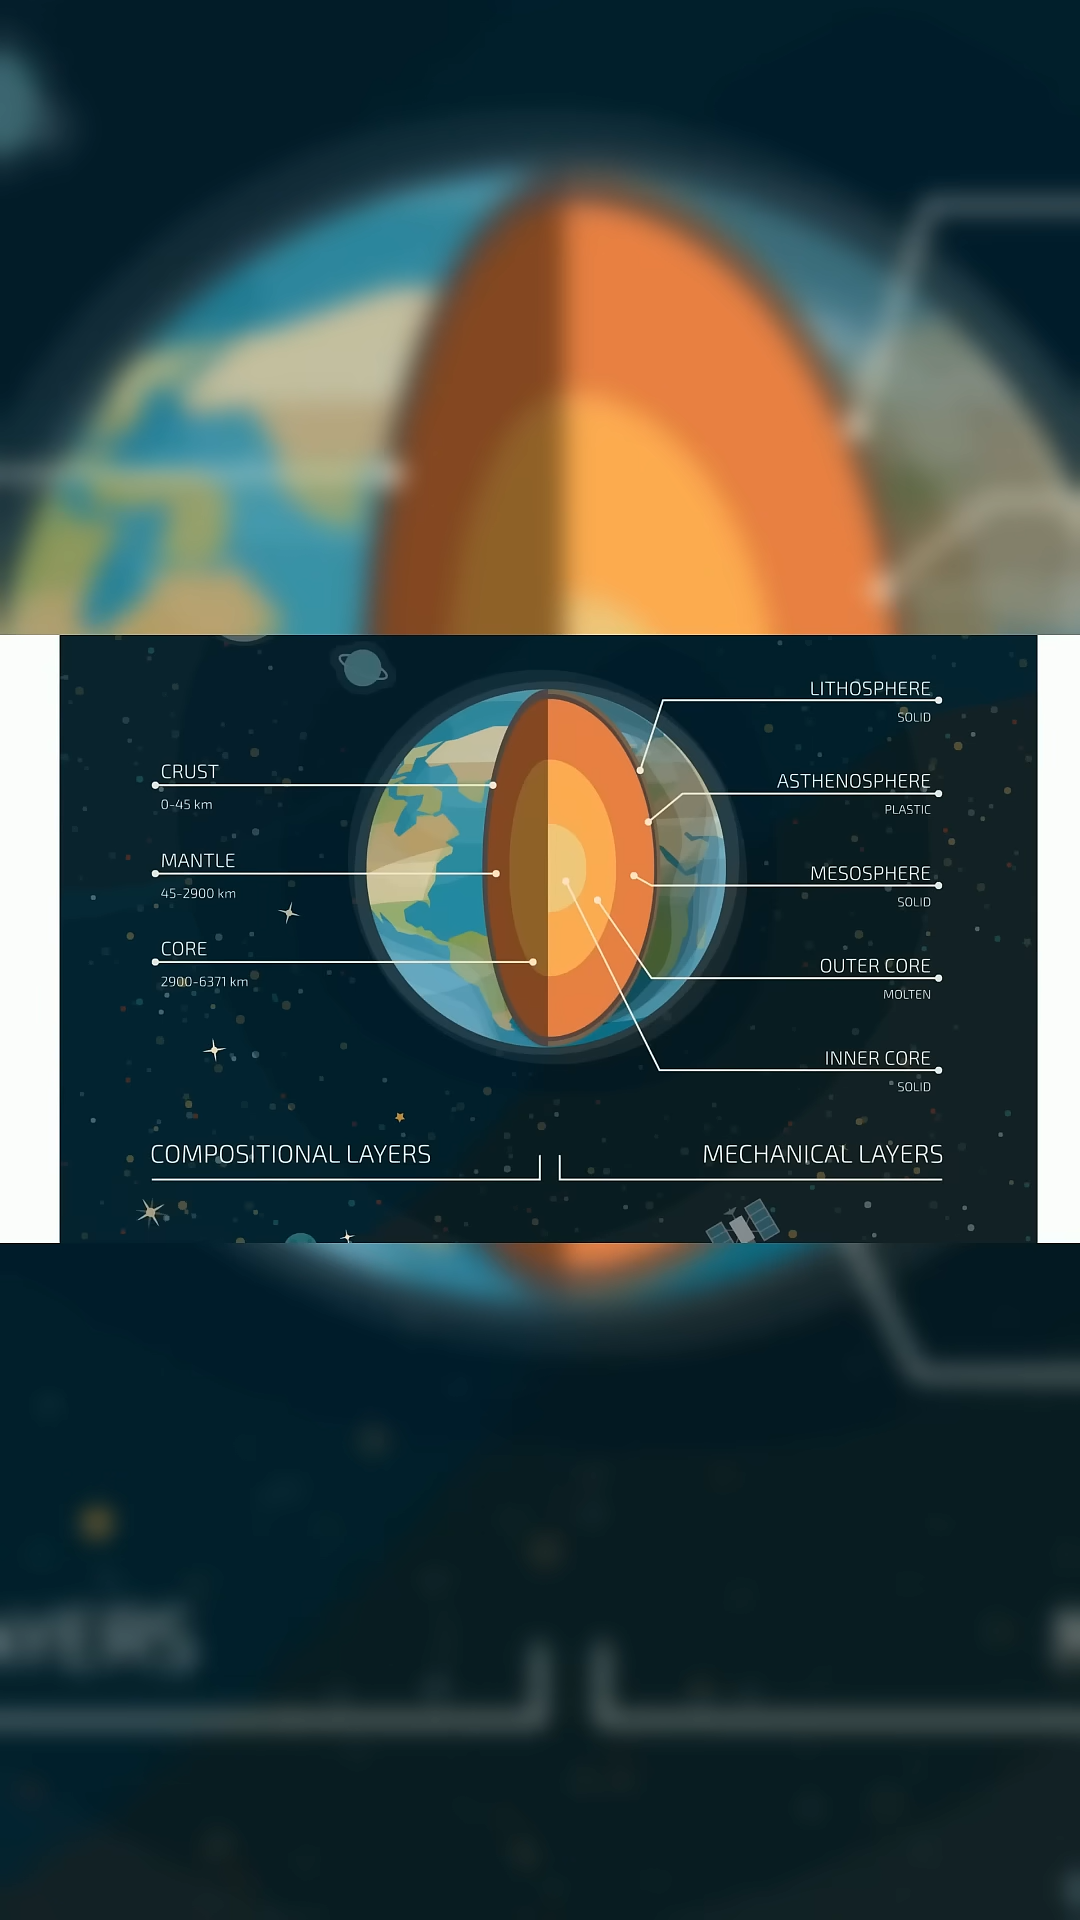 LITHOSPHERE
SOLID
CRUST
0-45 km
ASTHENOSPHERE
PLASTIC
MANTLE
45-2900 km
MESOSPHERE
SOLID
CORE
2900-6371 km
OUTER CORE
MOLTEN
INNER CORE
SOLID
COMPOSITIONAL LAYERS
MECHANICAL LAYERS